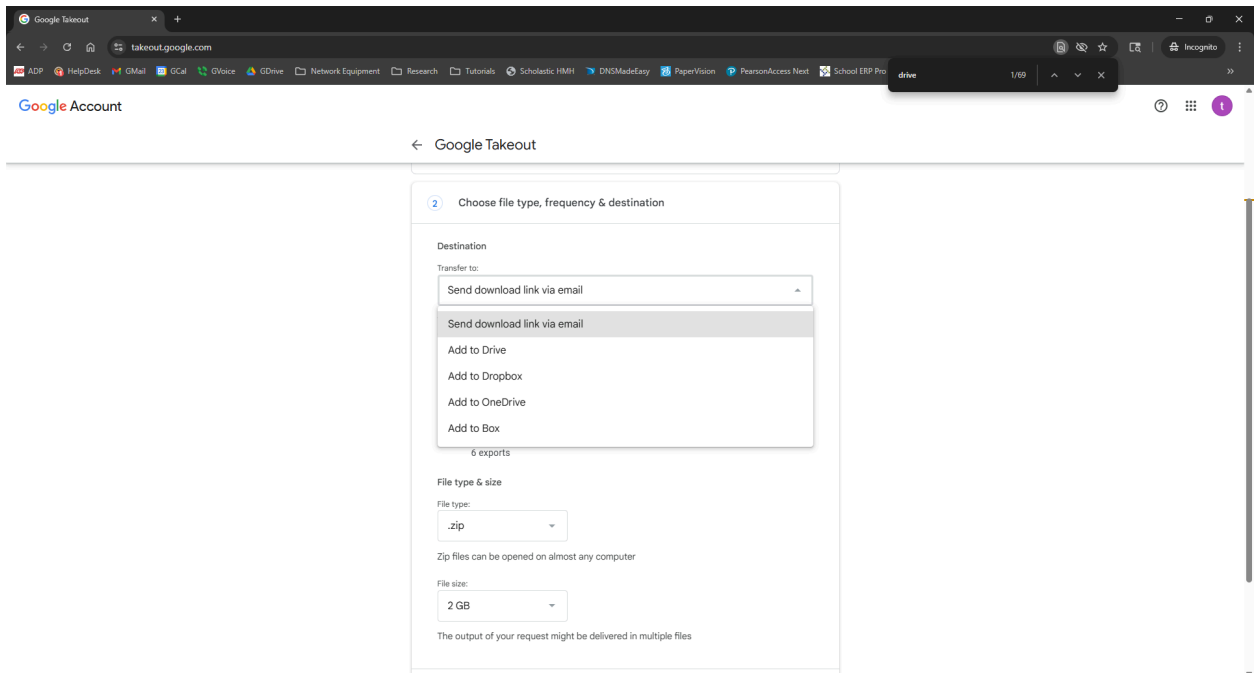 Google Takeout
takeout.google.com
Incognito
ADP HelpDesk GMail GCal GVoice GDrive Network Equipment Research Tutorials Scholastic HMH DNSMadeEasy PaperVision PearsonAccess Next School ERP Pro
drive 1/69
Google Account
t
Google Takeout
2 Choose file type, frequency & destination
Destination
Transfer to:
Send download link via email
Send download link via email
Add to Drive
Add to Dropbox
Add to OneDrive
Add to Box
6 exports
File type & size
File type:
.zip
Zip files can be opened on almost any computer
File size:
2 GB
The output of your request might be delivered in multiple files